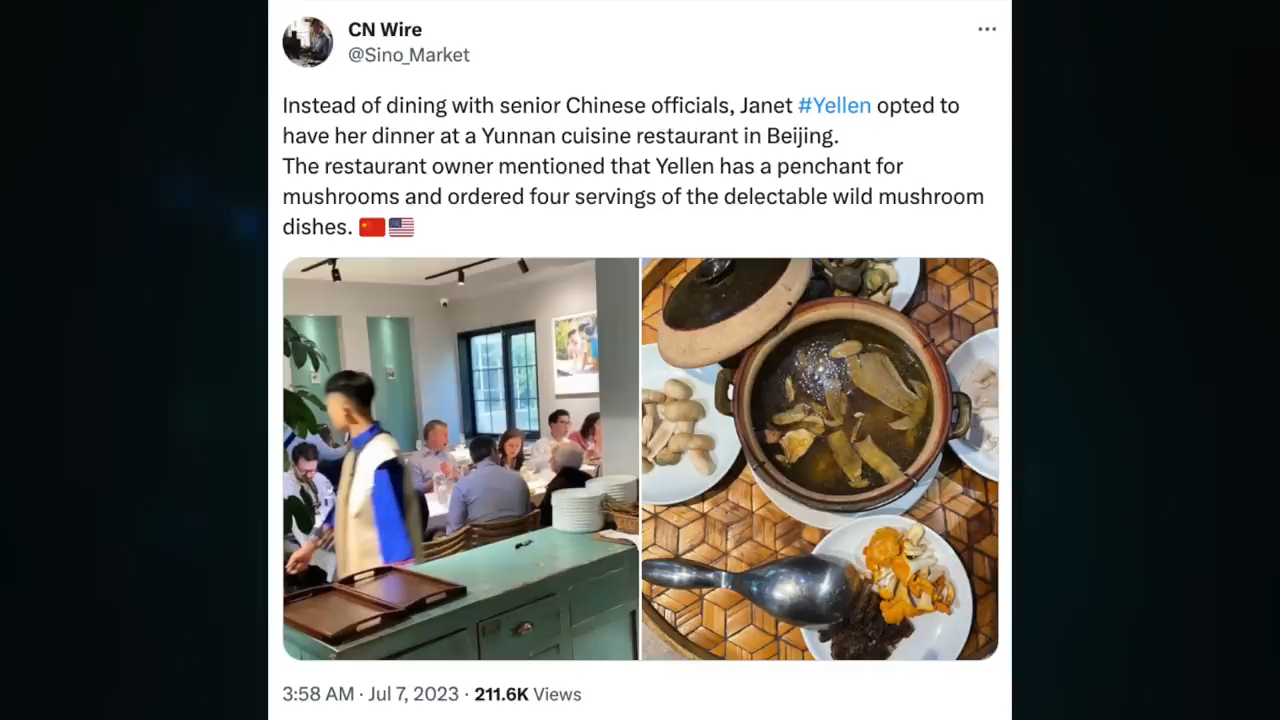 CN Wire
@Sino_Market
Instead of dining with senior Chinese officials, Janet #Yellen opted to
have her dinner at a Yunnan cuisine restaurant in Beijing.
The restaurant owner mentioned that Yellen has a penchant for
mushrooms and ordered four servings of the delectable wild mushroom
dishes. 🇨🇳🇺🇸
3:58 AM · Jul 7, 2023 · 211.6K Views